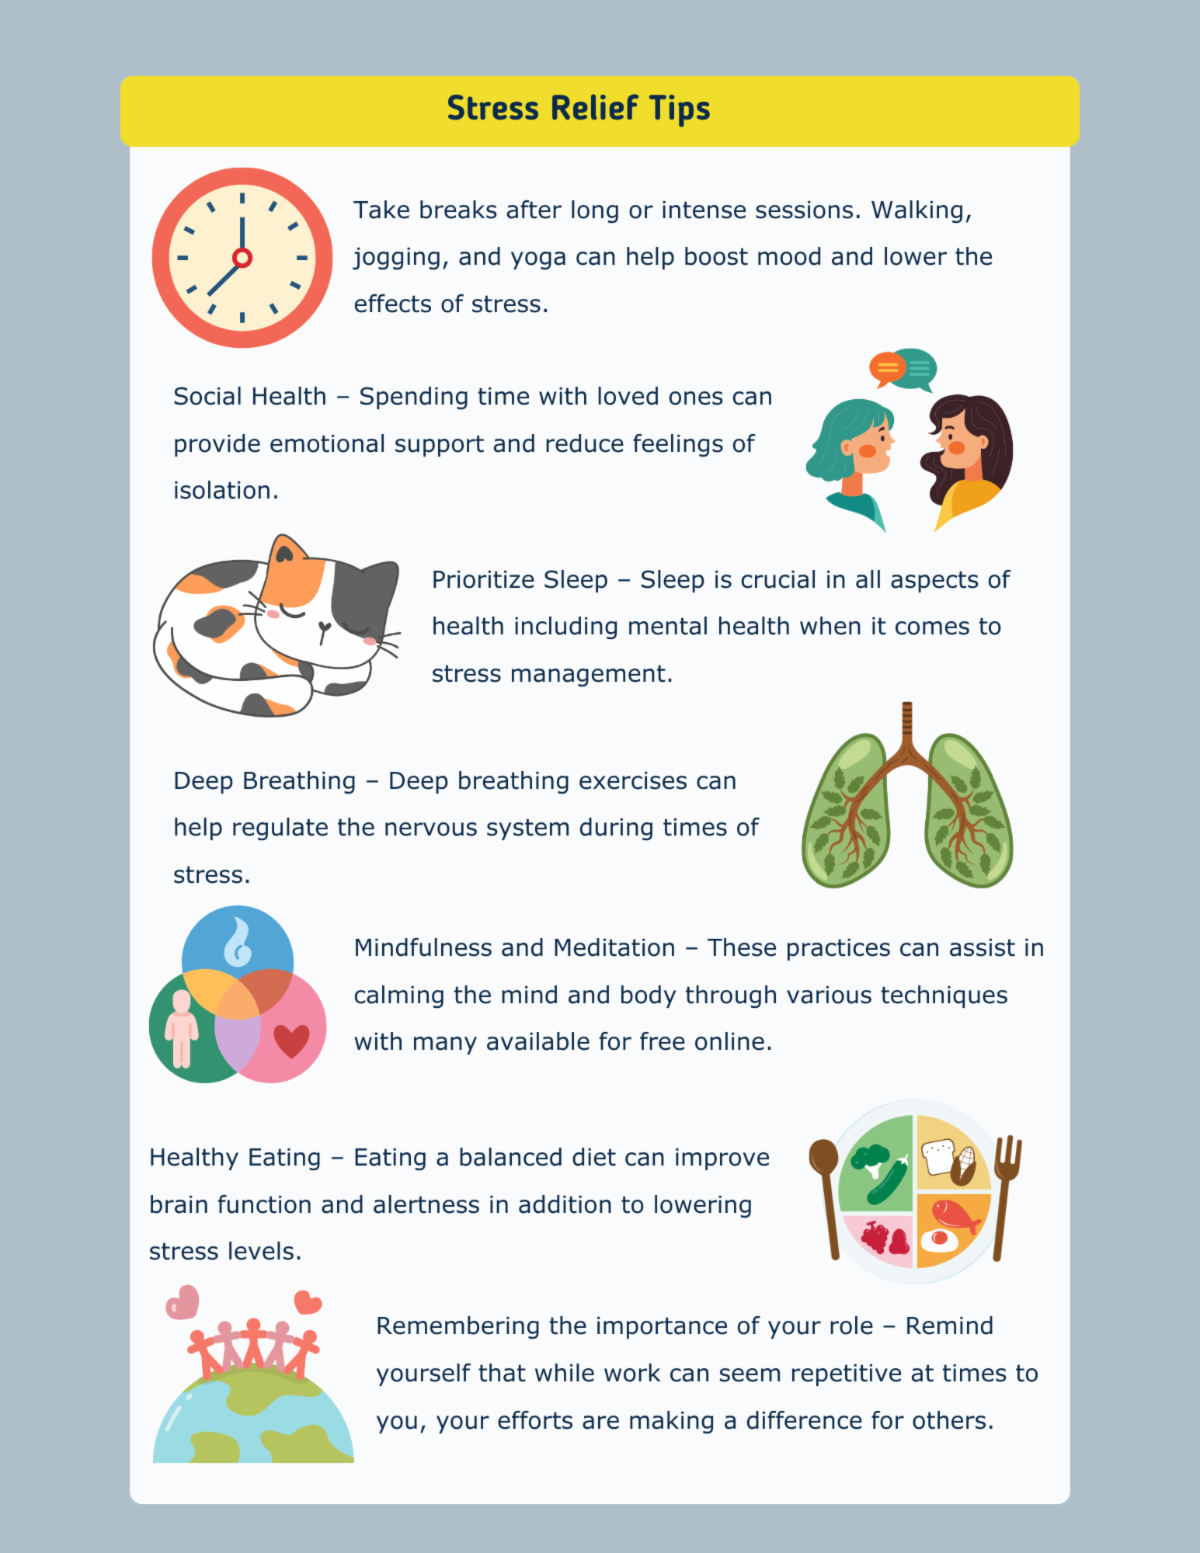 Stress Relief Tips
Take breaks after long or intense sessions. Walking,
jogging, and yoga can help boost mood and lower the
effects of stress.
Social Health – Spending time with loved ones can
provide emotional support and reduce feelings of
isolation.
Prioritize Sleep – Sleep is crucial in all aspects of
health including mental health when it comes to
stress management.
Deep Breathing – Deep breathing exercises can
help regulate the nervous system during times of
stress.
Mindfulness and Meditation – These practices can assist in
calming the mind and body through various techniques
with many available for free online.
Healthy Eating – Eating a balanced diet can improve
brain function and alertness in addition to lowering
stress levels.
Remembering the importance of your role – Remind
yourself that while work can seem repetitive at times to
you, your efforts are making a difference for others.